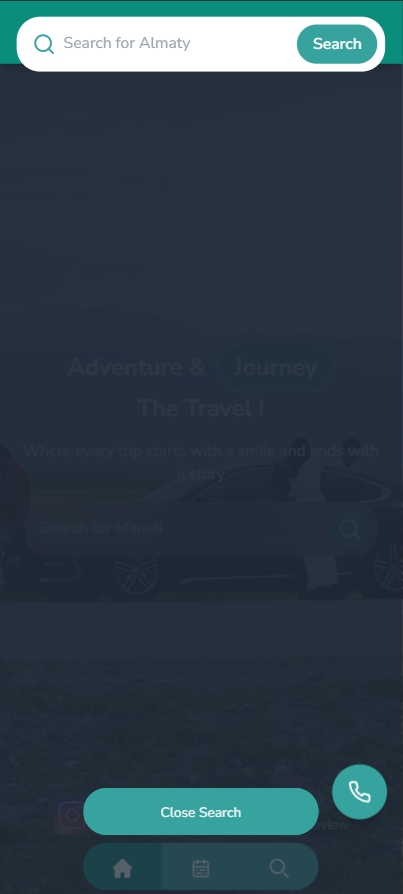 Search for Almaty
Search
Adventure & Journey
The Travel !
Where every trip starts with a smile and ends with
a story
Search for Manali
Close Search